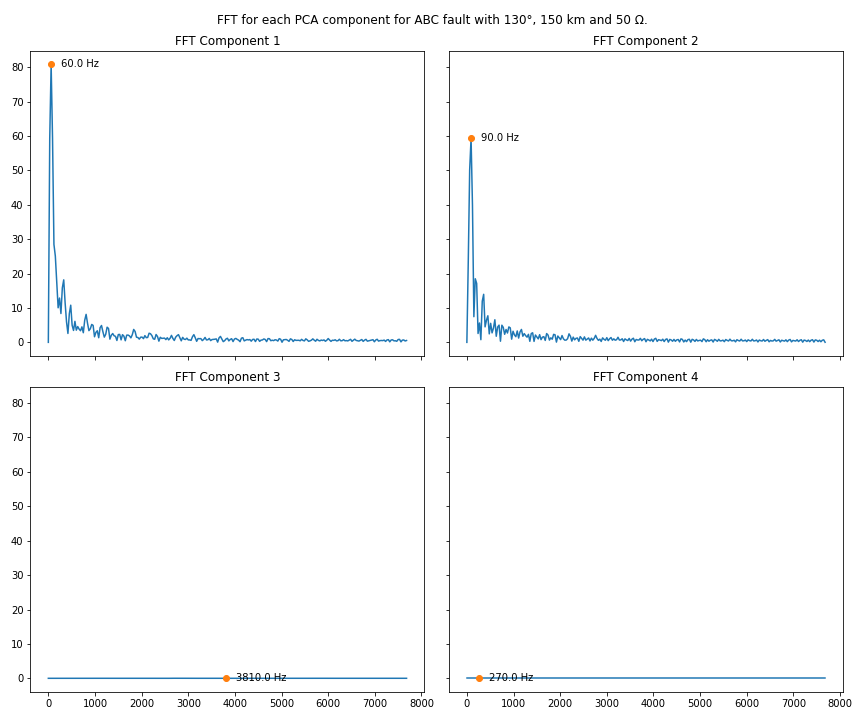 FFT for each PCA component for ABC fault with 130°, 150 km and 50 Ω.
FFT Component 1
80
70
60
50
40
30
20
10
0
60.0 Hz
FFT Component 2
90.0 Hz
FFT Component 3
80
70
60
50
40
30
20
10
0
3810.0 Hz
0 1000 2000 3000 4000 5000 6000 7000 8000
FFT Component 4
270.0 Hz
0 1000 2000 3000 4000 5000 6000 7000 8000